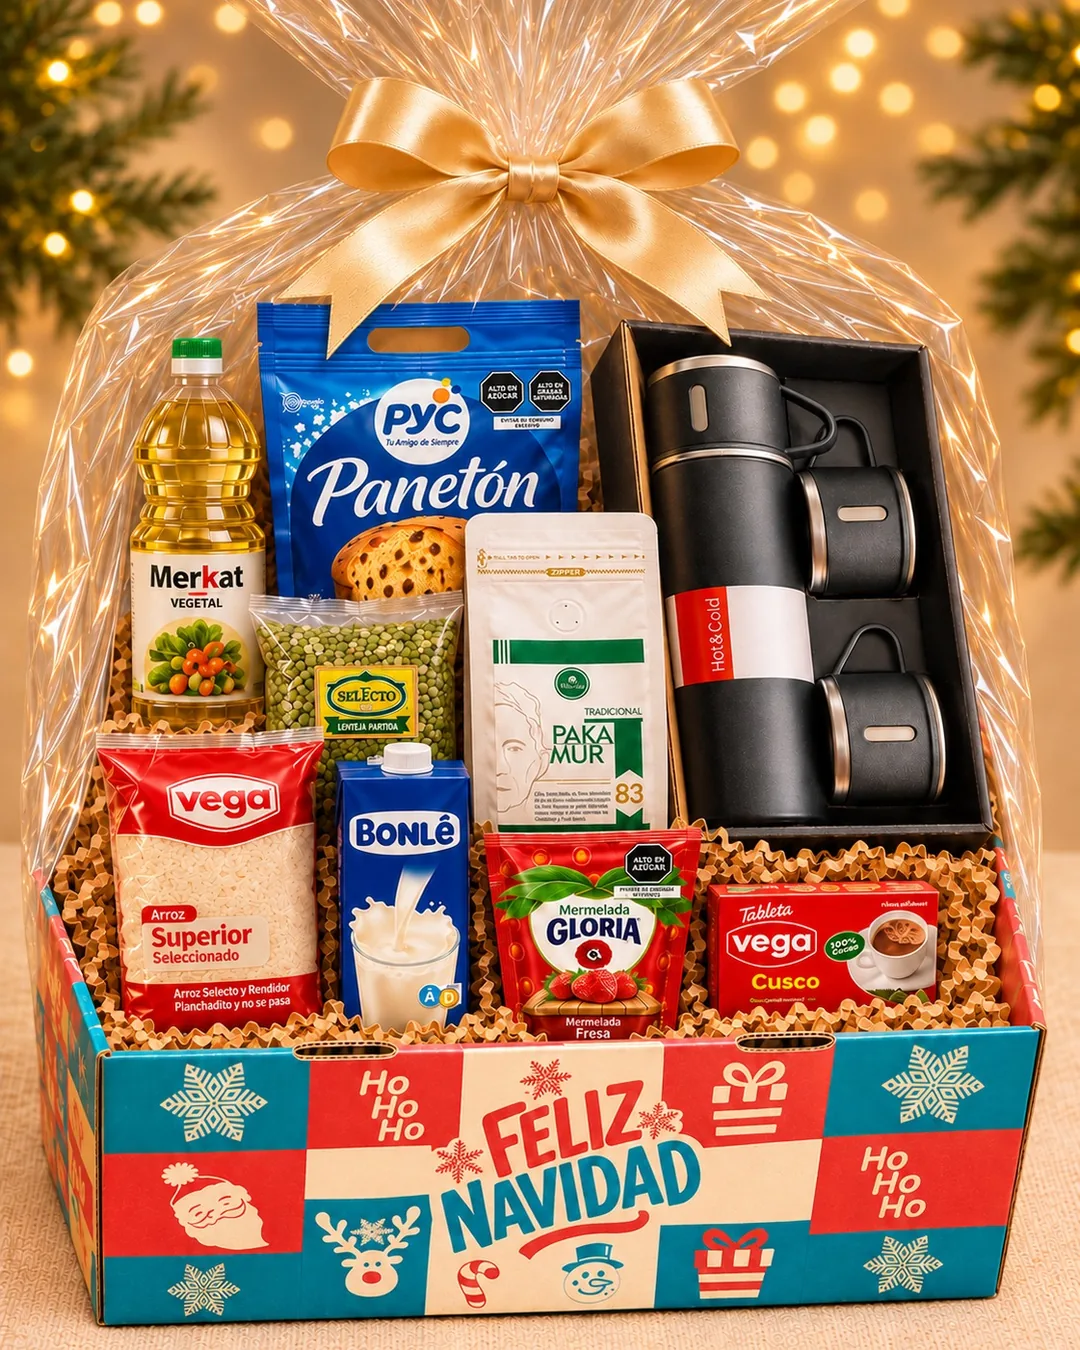 PYC
Tu Amigo de Siempre
Panetón
ALTO EN
AZÚCAR
ALTO EN
GRASAS
SATURADAS
EVITAR SU CONSUMO
EXCESIVO
Merkat
VEGETAL
SELECTO
LENTEJA PARTIDA
ZIPPER
TRADICIONAL
PAKA
MUR
83
Hot&Cold
vega
Arroz
Superior
Seleccionado
Arroz Selecto y Rendidor
Planchadito y no se pasa
BONLÊ
A D
ALTO EN
AZÚCAR
Mermelada
GLORIA
G
Mermelada
Fresa
Tableta
vega
100%
Cacao
Cusco
Ho
Ho
Ho
FELIZ
NAVIDAD
Ho
Ho
Ho